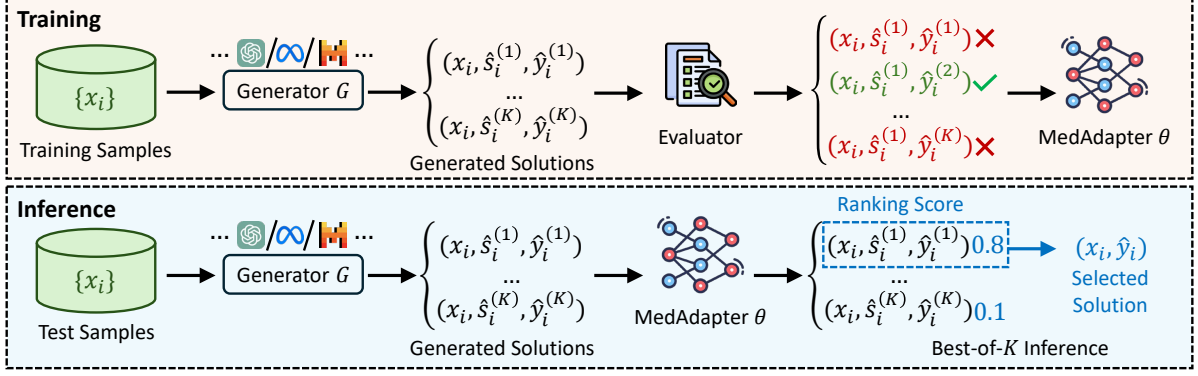 Training
{x_i}
Training Samples
... / / ...
Generator G
(x_i, ŝ_i^(1), ŷ_i^(1))
...
(x_i, ŝ_i^(K), ŷ_i^(K))
Generated Solutions
Evaluator
(x_i, ŝ_i^(1), ŷ_i^(1)) ✗
(x_i, ŝ_i^(1), ŷ_i^(2)) ✓
...
(x_i, ŝ_i^(1), ŷ_i^(K)) ✗
MedAdapter θ
Inference
{x_i}
Test Samples
... / / ...
Generator G
(x_i, ŝ_i^(1), ŷ_i^(1))
...
(x_i, ŝ_i^(K), ŷ_i^(K))
Generated Solutions
MedAdapter θ
Ranking Score
(x_i, ŝ_i^(1), ŷ_i^(1)) 0.8
...
(x_i, ŝ_i^(K), ŷ_i^(K)) 0.1
Best-of-K Inference
(x_i, ŷ_i)
Selected
Solution